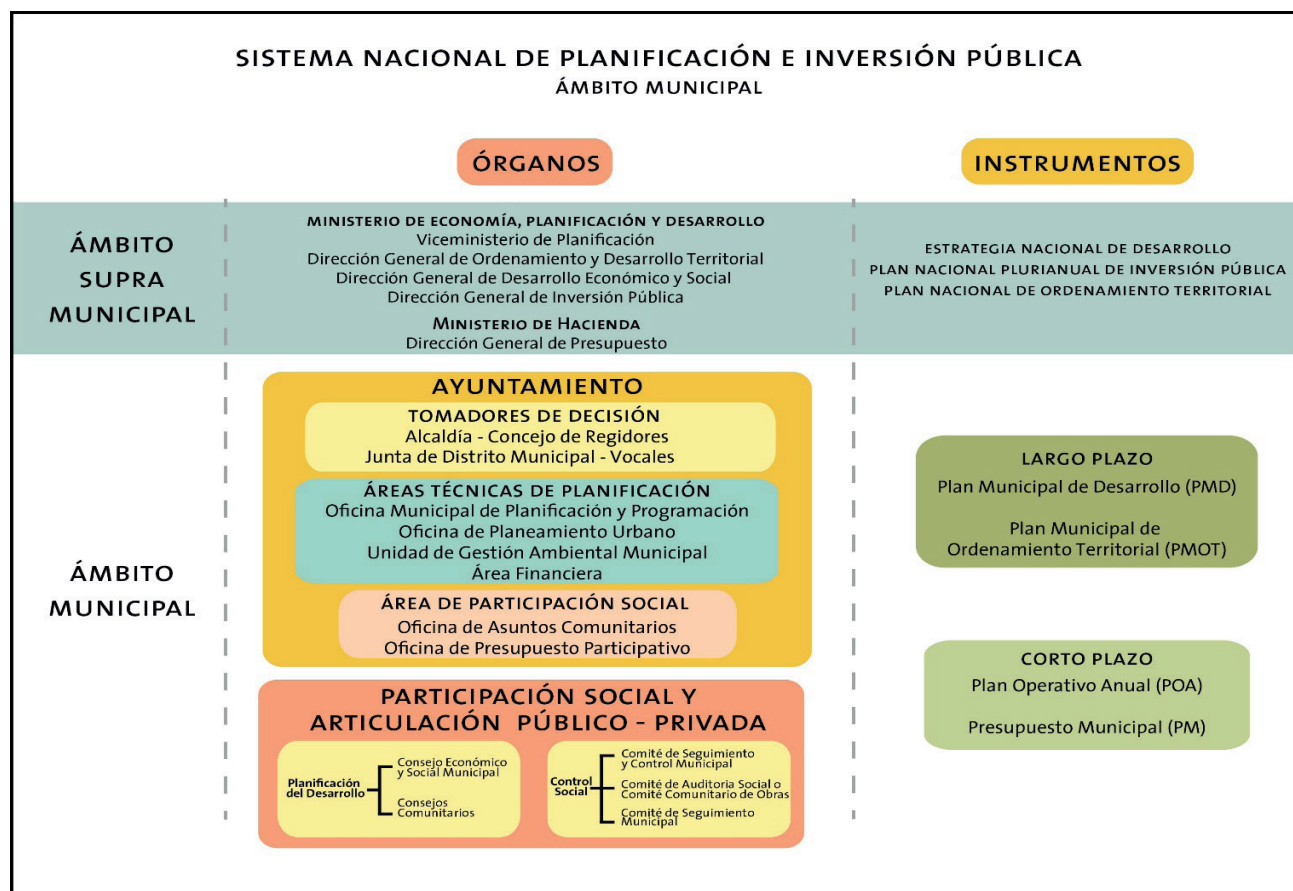 SISTEMA NACIONAL DE PLANIFICACIÓN E INVERSIÓN PÚBLICA
ÁMBITO MUNICIPAL
ÓRGANOS
INSTRUMENTOS
ÁMBITO
SUPRA
MUNICIPAL
MINISTERIO DE ECONOMÍA, PLANIFICACIÓN Y DESARROLLO
Viceministerio de Planificación
Dirección General de Ordenamiento y Desarrollo Territorial
Dirección General de Desarrollo Económico y Social
Dirección General de Inversión Pública
MINISTERIO DE HACIENDA
Dirección General de Presupuesto
ESTRATEGIA NACIONAL DE DESARROLLO
PLAN NACIONAL PLURIANUAL DE INVERSIÓN PÚBLICA
PLAN NACIONAL DE ORDENAMIENTO TERRITORIAL
ÁMBITO
MUNICIPAL
AYUNTAMIENTO
TOMADORES DE DECISIÓN
Alcaldía - Concejo de Regidores
Junta de Distrito Municipal - Vocales
ÁREAS TÉCNICAS DE PLANIFICACIÓN
Oficina Municipal de Planificación y Programación
Oficina de Planeamiento Urbano
Unidad de Gestión Ambiental Municipal
Área Financiera
ÁREA DE PARTICIPACIÓN SOCIAL
Oficina de Asuntos Comunitarios
Oficina de Presupuesto Participativo
PARTICIPACIÓN SOCIAL Y
ARTICULACIÓN PÚBLICO - PRIVADA
Planificación
del Desarrollo
Consejo Económico
y Social Municipal
Consejos
Comunitarios
Control
Social
Comité de Seguimiento
y Control Municipal
Comité de Auditoria Social o
Comité Comunitario de Obras
Comité de Seguimiento
Municipal
LARGO PLAZO
Plan Municipal de Desarrollo (PMD)
Plan Municipal de
Ordenamiento Territorial (PMOT)
CORTO PLAZO
Plan Operativo Anual (POA)
Presupuesto Municipal (PM)